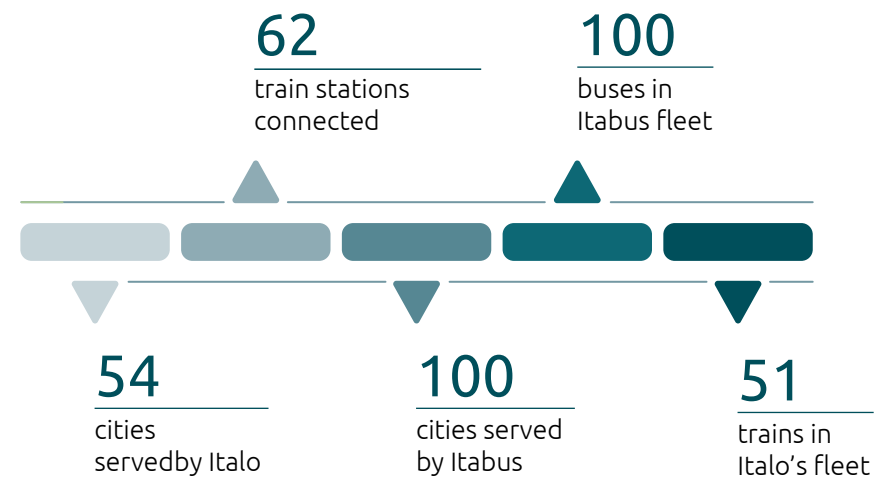 62
train stations
connected
100
buses in
Itabus fleet
54
cities
servedby Italo
100
cities served
by Itabus
51
trains in
Italo’s fleet